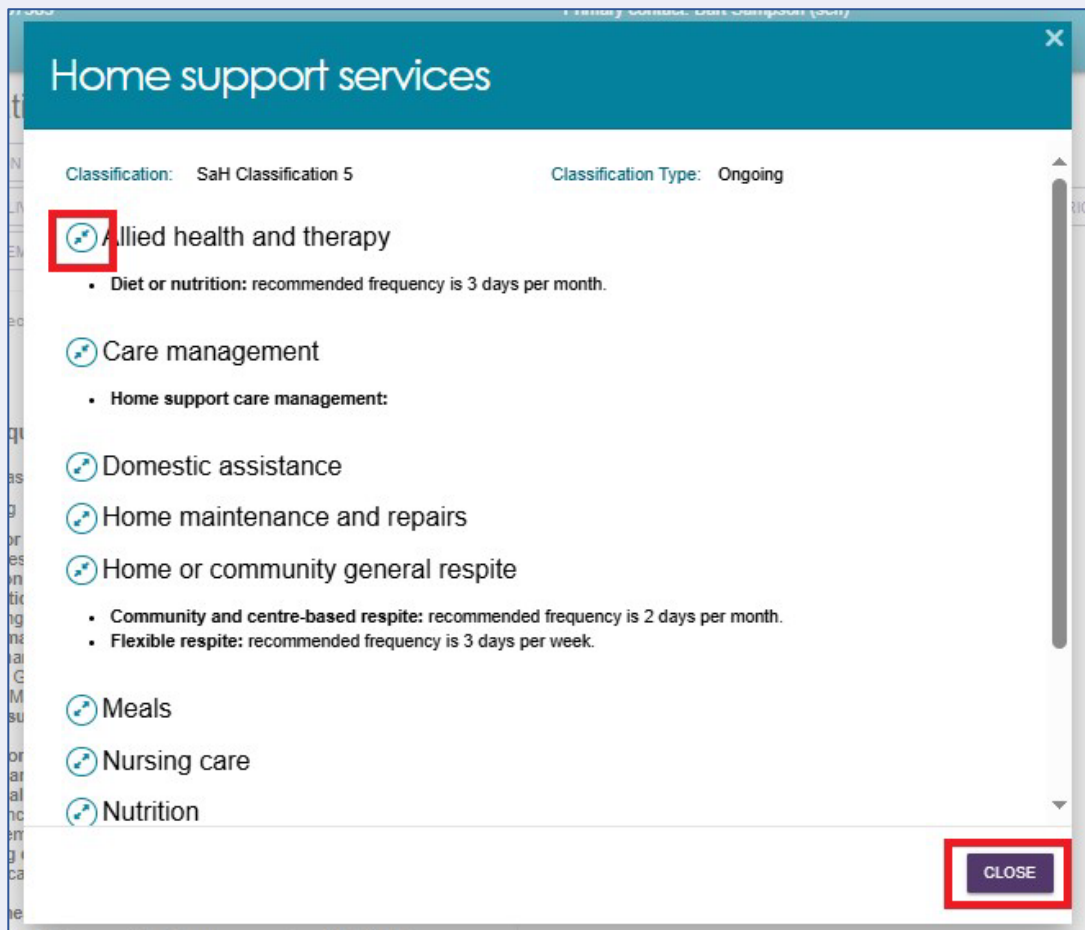 Primary contact: Bart Sampson (self)
Home support services
Classification: SaH Classification 5 Classification Type: Ongoing
Allied health and therapy
• Diet or nutrition: recommended frequency is 3 days per month.
Care management
• Home support care management:
Domestic assistance
Home maintenance and repairs
Home or community general respite
• Community and centre-based respite: recommended frequency is 2 days per month.
• Flexible respite: recommended frequency is 3 days per week.
Meals
Nursing care
Nutrition
CLOSE